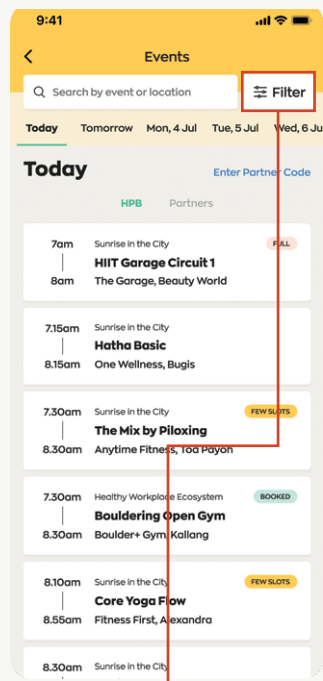 9:41
Events
Search by event or location
Filter
Today Tomorrow Mon, 4 Jul Tue, 5 Jul Wed, 6 Ju
Today
Enter Partner Code
HPB Partners
7am Sunrise in the City FULL
HIIT Garage Circuit 1
8am The Garage, Beauty World
7.15am Sunrise in the City
Hatha Basic
8.15am One Wellness, Bugis
7.30am Sunrise in the City FEW SLOTS
The Mix by Piloxing
8.30am Anytime Fitness, Toa Payoh
7.30am Healthy Workplace Ecosystem BOOKED
Bouldering Open Gym
8.30am Boulder+ Gym, Kallang
8.10am Sunrise in the City FEW SLOTS
Core Yoga Flow
8.55am Fitness First, Alexandra
8.30am Sunrise in the City